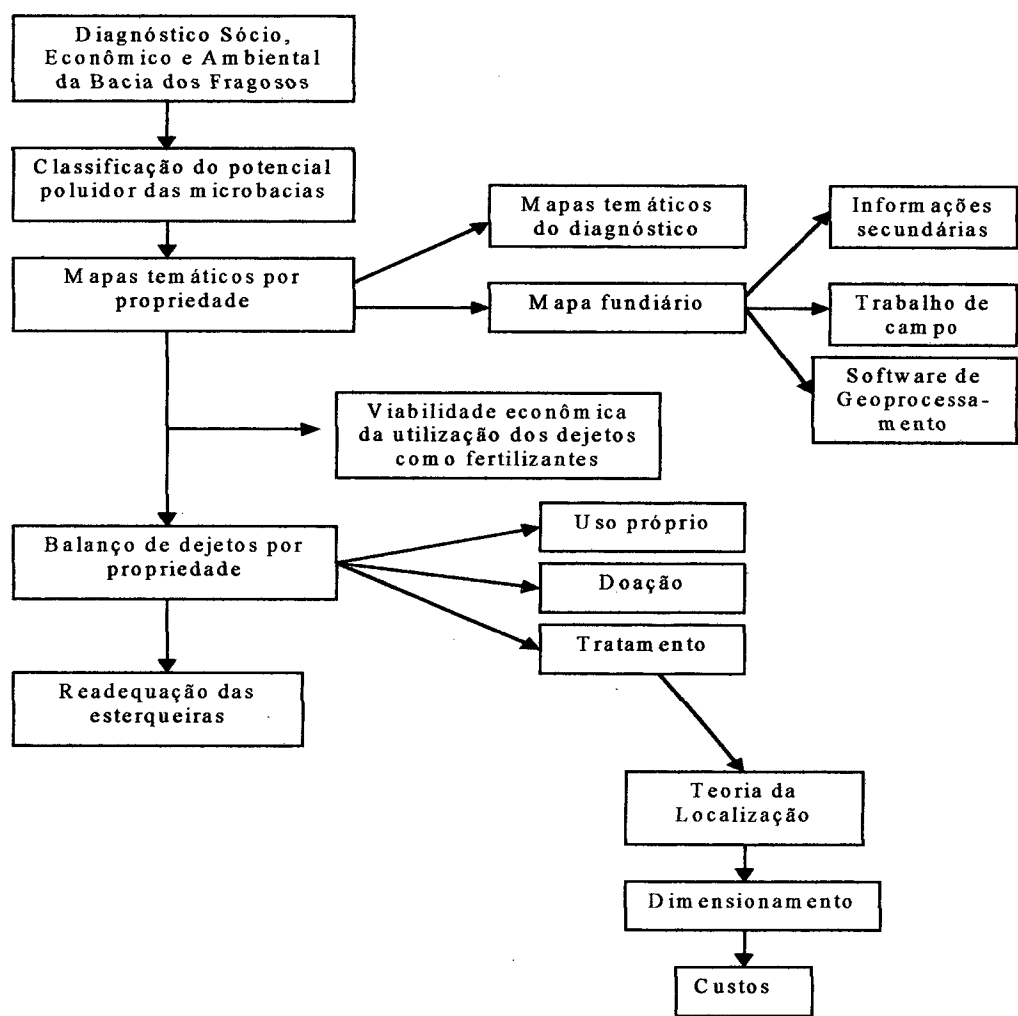 Diagnóstico Sócio,
Econômico e Ambiental
da Bacia dos Fragosos
Classificação do potencial
poluidor das microbacias
Mapas temáticos por
propriedade
Mapas temáticos
do diagnóstico
Mapa fundiário
Informações
secundárias
Trabalho de
campo
Software de
Geoprocessa-
mento
Viabilidade econômica
da utilização dos dejetos
como fertilizantes
Balanço de dejetos por
propriedade
Uso próprio
Doação
Tratamento
Readequação das
esterqueiras
Teoria da
Localização
Dimensionamento
Custos